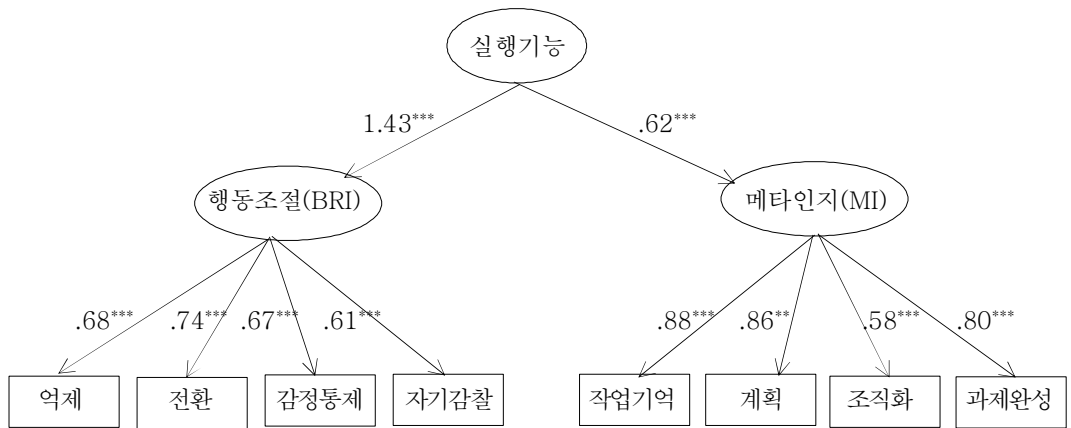 실행기능
1.43*** .62***
행동조절(BRI) 메타인지(MI)
.68*** .74*** .67*** .61*** .88*** .86** .58*** .80***
억제 전환 감정통제 자기감찰 작업기억 계획 조직화 과제완성